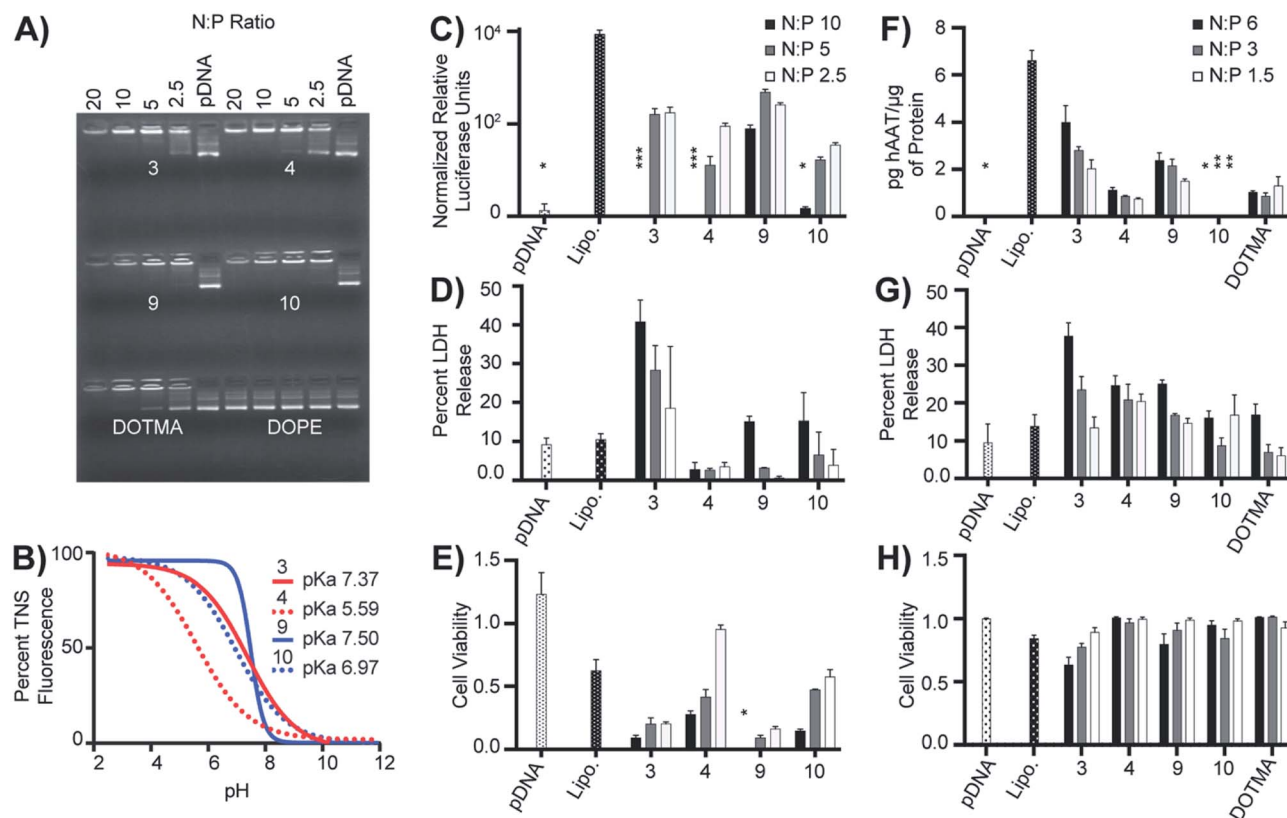 A)
N:P Ratio
20 10 5 2.5 pDNA 20 10 5 2.5 pDNA
3 4
9 10
DOTMA DOPE
B)
Percent TNS
Fluorescence
100
50
0
2 4 6 8 10 12
pH
3
pKa 7.37
4
pKa 5.59
9
pKa 7.50
10
pKa 6.97
C)
Normalized Relative
Luciferase Units
10⁴
10²
0
N:P 10
N:P 5
N:P 2.5
* *** *** *
pDNA Lipo. 3 4 9 10
D)
Percent LDH
Release
50
40
30
20
10
0.0
pDNA Lipo. 3 4 9 10
E)
Cell Viability
1.5
1.0
0.5
0.0
*
pDNA Lipo. 3 4 9 10
F)
pg hAAT/µg
of Protein
8
6
4
2
0
N:P 6
N:P 3
N:P 1.5
* * ** **
pDNA Lipo. 3 4 9 10 DOTMA
G)
Percent LDH
Release
50
40
30
20
10
0.0
pDNA Lipo. 3 4 9 10 DOTMA
H)
Cell Viability
1.5
1.0
0.5
0.0
pDNA Lipo. 3 4 9 10 DOTMA